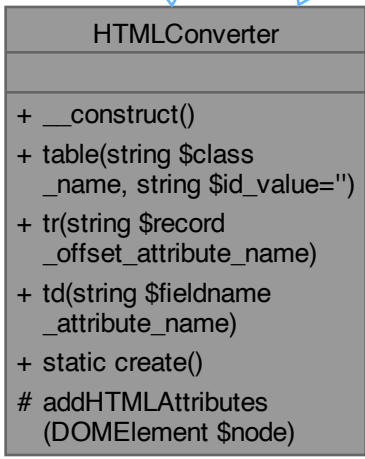 HTMLConverter
+ __construct()
+ table(string $class
_name, string $id_value='')
+ tr(string $record
_offset_attribute_name)
+ td(string $fieldname
_attribute_name)
+ static create()
# addHTMLAttributes
(DOMElement $node)